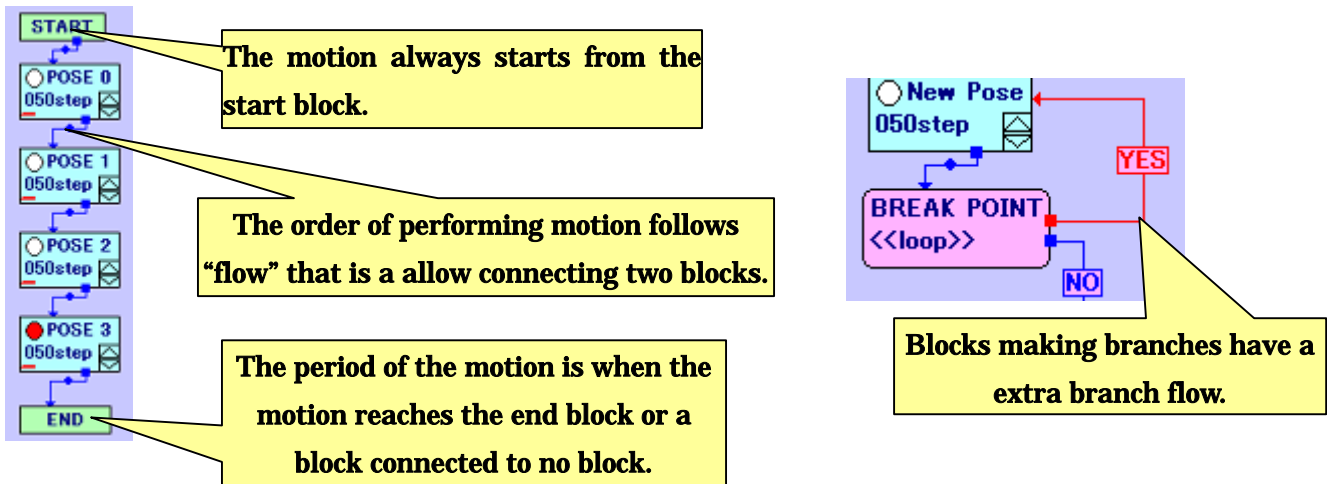 START
POSE 0
050step
POSE 1
050step
POSE 2
050step
POSE 3
050step
END
The motion always starts from the
start block.
The order of performing motion follows
“flow” that is a allow connecting two blocks.
The period of the motion is when the
motion reaches the end block or a
block connected to no block.
New Pose
050step
YES
BREAK POINT
<<loop>>
NO
Blocks making branches have a
extra branch flow.